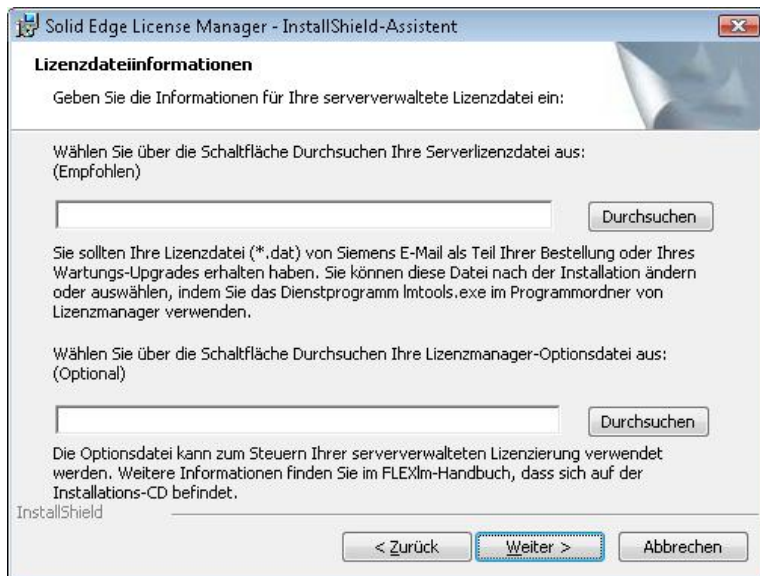 Solid Edge License Manager - InstallShield-Assistent
Lizenzdateiinformationen
Geben Sie die Informationen für Ihre serververwaltete Lizenzdatei ein:
Wählen Sie über die Schaltfläche Durchsuchen Ihre Serverlizenzdatei aus:
(Empfohlen)
Durchsuchen
Sie sollten Ihre Lizenzdatei (*.dat) von Siemens E-Mail als Teil Ihrer Bestellung oder Ihres
Wartungs-Upgrades erhalten haben. Sie können diese Datei nach der Installation ändern
oder auswählen, indem Sie das Dienstprogramm lmtools.exe im Programmordner von
Lizenzmanager verwenden.
Wählen Sie über die Schaltfläche Durchsuchen Ihre Lizenzmanager-Optionsdatei aus:
(Optional)
Durchsuchen
Die Optionsdatei kann zum Steuern Ihrer serververwalteten Lizenzierung verwendet
werden. Weitere Informationen finden Sie im FLEXlm-Handbuch, dass sich auf der
Installations-CD befindet.
InstallShield
< Zurück Weiter > Abbrechen